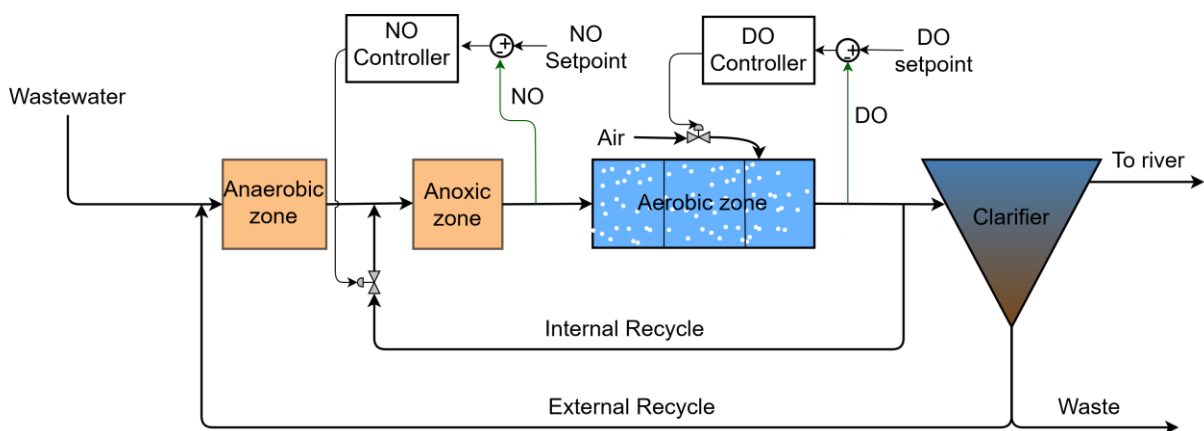 NO
Controller
NO
Setpoint
DO
Controller
DO
setpoint
NO
DO
Wastewater
Air
To river
Anaerobic
zone
Anoxic
zone
Aerobic zone
Clarifier
Internal Recycle
External Recycle
Waste